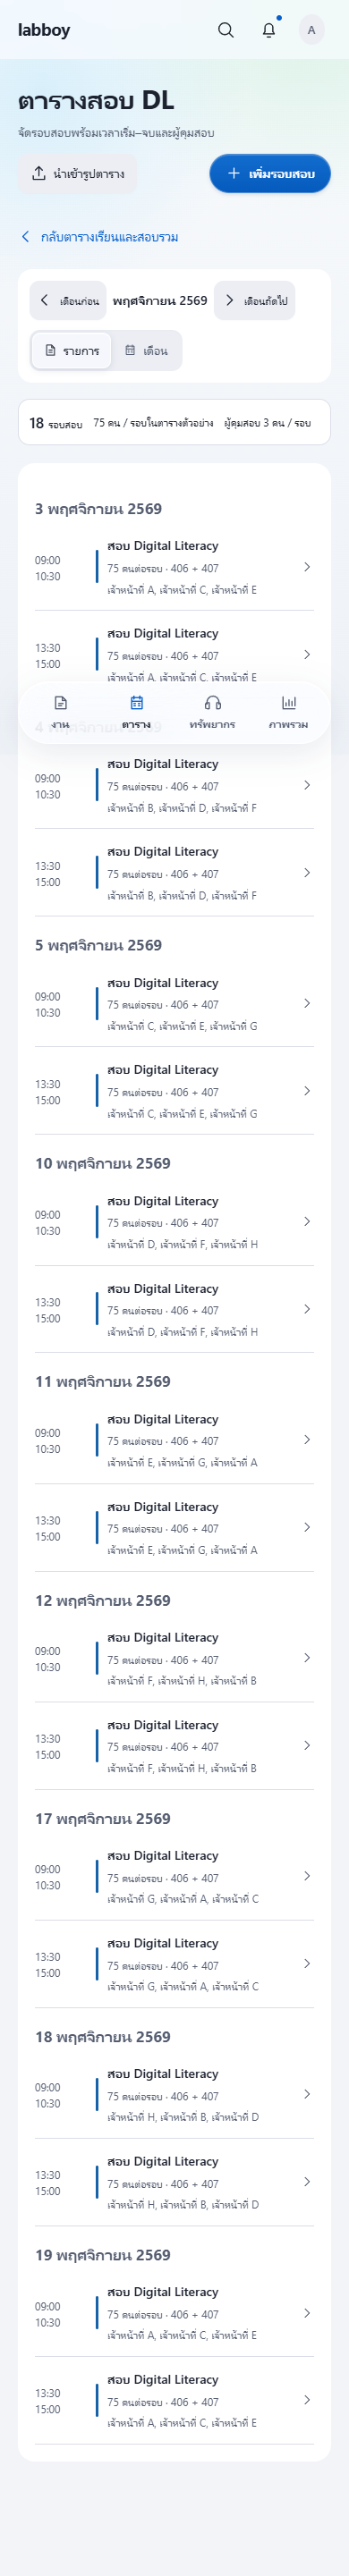 labboy
A
ตารางสอบ DL
จัดรอบสอบพร้อมเวลาเริ่ม–จบและผู้คุมสอบ
นำเข้ารูปตาราง
เพิ่มรอบสอบ
กลับตารางเรียนและสอบรวม
เดือนก่อน พฤศจิกายน 2569 เดือนถัดไป
รายการ เดือน
18 รอบสอบ 75 คน / รอบในตารางตัวอย่าง ผู้คุมสอบ 3 คน / รอบ
3 พฤศจิกายน 2569
09:00
10:30
สอบ Digital Literacy
75 คนต่อรอบ · 406 + 407
เจ้าหน้าที่ A, เจ้าหน้าที่ C, เจ้าหน้าที่ E
13:30
15:00
สอบ Digital Literacy
75 คนต่อรอบ · 406 + 407
เจ้าหน้าที่ A, เจ้าหน้าที่ C, เจ้าหน้าที่ E
4 พฤศจิกายน 2569
งาน ตาราง ทรัพยากร ภาพรวม
09:00
10:30
สอบ Digital Literacy
75 คนต่อรอบ · 406 + 407
เจ้าหน้าที่ B, เจ้าหน้าที่ D, เจ้าหน้าที่ F
13:30
15:00
สอบ Digital Literacy
75 คนต่อรอบ · 406 + 407
เจ้าหน้าที่ B, เจ้าหน้าที่ D, เจ้าหน้าที่ F
5 พฤศจิกายน 2569
09:00
10:30
สอบ Digital Literacy
75 คนต่อรอบ · 406 + 407
เจ้าหน้าที่ C, เจ้าหน้าที่ E, เจ้าหน้าที่ G
13:30
15:00
สอบ Digital Literacy
75 คนต่อรอบ · 406 + 407
เจ้าหน้าที่ C, เจ้าหน้าที่ E, เจ้าหน้าที่ G
10 พฤศจิกายน 2569
09:00
10:30
สอบ Digital Literacy
75 คนต่อรอบ · 406 + 407
เจ้าหน้าที่ D, เจ้าหน้าที่ F, เจ้าหน้าที่ H
13:30
15:00
สอบ Digital Literacy
75 คนต่อรอบ · 406 + 407
เจ้าหน้าที่ D, เจ้าหน้าที่ F, เจ้าหน้าที่ H
11 พฤศจิกายน 2569
09:00
10:30
สอบ Digital Literacy
75 คนต่อรอบ · 406 + 407
เจ้าหน้าที่ E, เจ้าหน้าที่ G, เจ้าหน้าที่ A
13:30
15:00
สอบ Digital Literacy
75 คนต่อรอบ · 406 + 407
เจ้าหน้าที่ E, เจ้าหน้าที่ G, เจ้าหน้าที่ A
12 พฤศจิกายน 2569
09:00
10:30
สอบ Digital Literacy
75 คนต่อรอบ · 406 + 407
เจ้าหน้าที่ F, เจ้าหน้าที่ H, เจ้าหน้าที่ B
13:30
15:00
สอบ Digital Literacy
75 คนต่อรอบ · 406 + 407
เจ้าหน้าที่ F, เจ้าหน้าที่ H, เจ้าหน้าที่ B
17 พฤศจิกายน 2569
09:00
10:30
สอบ Digital Literacy
75 คนต่อรอบ · 406 + 407
เจ้าหน้าที่ G, เจ้าหน้าที่ A, เจ้าหน้าที่ C
13:30
15:00
สอบ Digital Literacy
75 คนต่อรอบ · 406 + 407
เจ้าหน้าที่ G, เจ้าหน้าที่ A, เจ้าหน้าที่ C
18 พฤศจิกายน 2569
09:00
10:30
สอบ Digital Literacy
75 คนต่อรอบ · 406 + 407
เจ้าหน้าที่ H, เจ้าหน้าที่ B, เจ้าหน้าที่ D
13:30
15:00
สอบ Digital Literacy
75 คนต่อรอบ · 406 + 407
เจ้าหน้าที่ H, เจ้าหน้าที่ B, เจ้าหน้าที่ D
19 พฤศจิกายน 2569
09:00
10:30
สอบ Digital Literacy
75 คนต่อรอบ · 406 + 407
เจ้าหน้าที่ A, เจ้าหน้าที่ C, เจ้าหน้าที่ E
13:30
15:00
สอบ Digital Literacy
75 คนต่อรอบ · 406 + 407
เจ้าหน้าที่ A, เจ้าหน้าที่ C, เจ้าหน้าที่ E